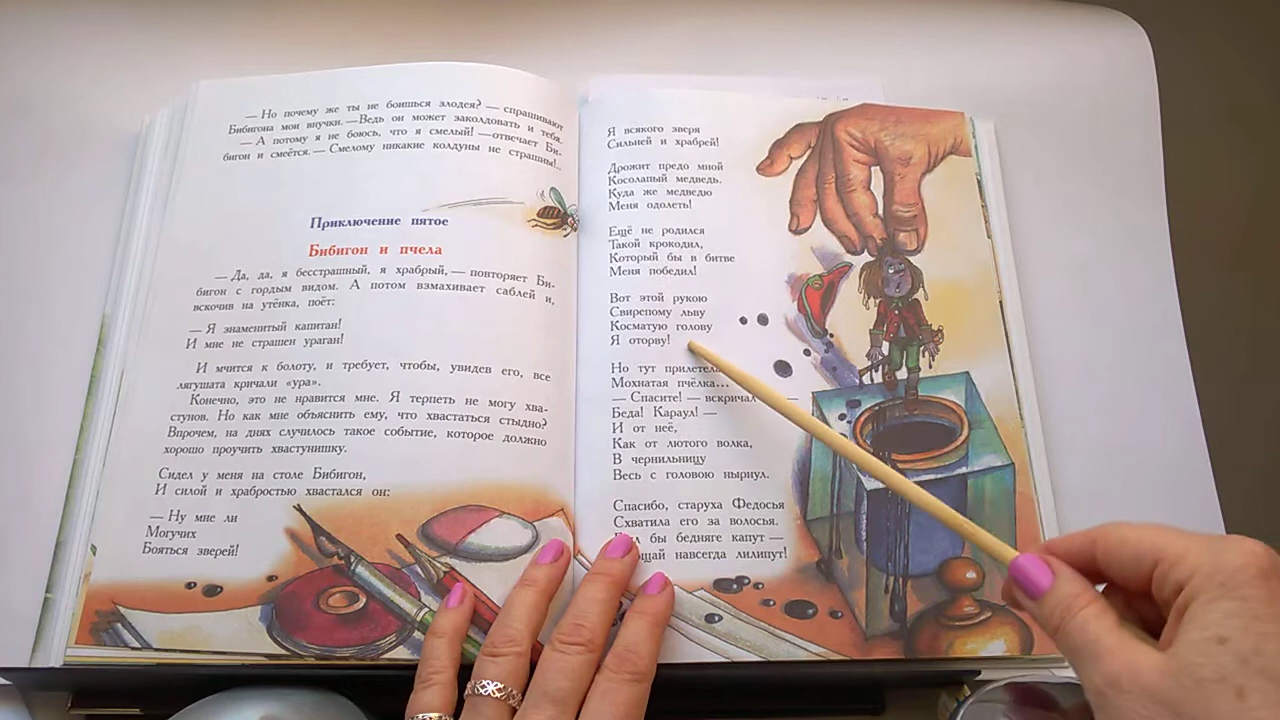 — Но почему же ты не боишься злодея? — спрашивают
Бибигона мои внучки. — Ведь он может заколдовать и тебя.
— А потому я не боюсь, что я смелый! — отвечает Би-
бигон и смеётся. — Смелому никакие колдуны не страшны!..
Приключение пятое
Бибигон и пчела
— Да, да, я бесстрашный, я храбрый, — повторяет Би-
бигон с гордым видом. А потом взмахивает саблей и,
вскочив на утёнка, поёт:
— Я знаменитый капитан!
И мне не страшен ураган!
И мчится к болоту, и требует, чтобы, увидев его, все
лягушата кричали «ура».
Конечно, это не нравится мне. Я терпеть не могу хва-
стунов. Но как мне объяснить ему, что хвастаться стыдно?
Впрочем, на днях случилось такое событие, которое должно
хорошо проучить хвастунишку.
Сидел у меня на столе Бибигон,
И силой и храбростью хвастался он:
— Ну мне ли
Могучих
Бояться зверей!
Я всякого зверя
Сильней и храбрей!
Дрожит предо мной
Косолапый медведь.
Куда же медведю
Меня одолеть!
Ещё не родился
Такой крокодил,
Который бы в битве
Меня победил!
Вот этой рукою
Свирепому льву
Косматую голову
Я оторву!
Но тут прилетела
Мохнатая пчёлка...
— Спасите! — вскричал —
Беда! Караул! —
И от неё,
Как от лютого волка,
В чернильницу
Весь с головою нырнул.
Спасибо, старуха Федосья
Схватила его за волосья.
бы бедняге капут —
навсегда лилипут!